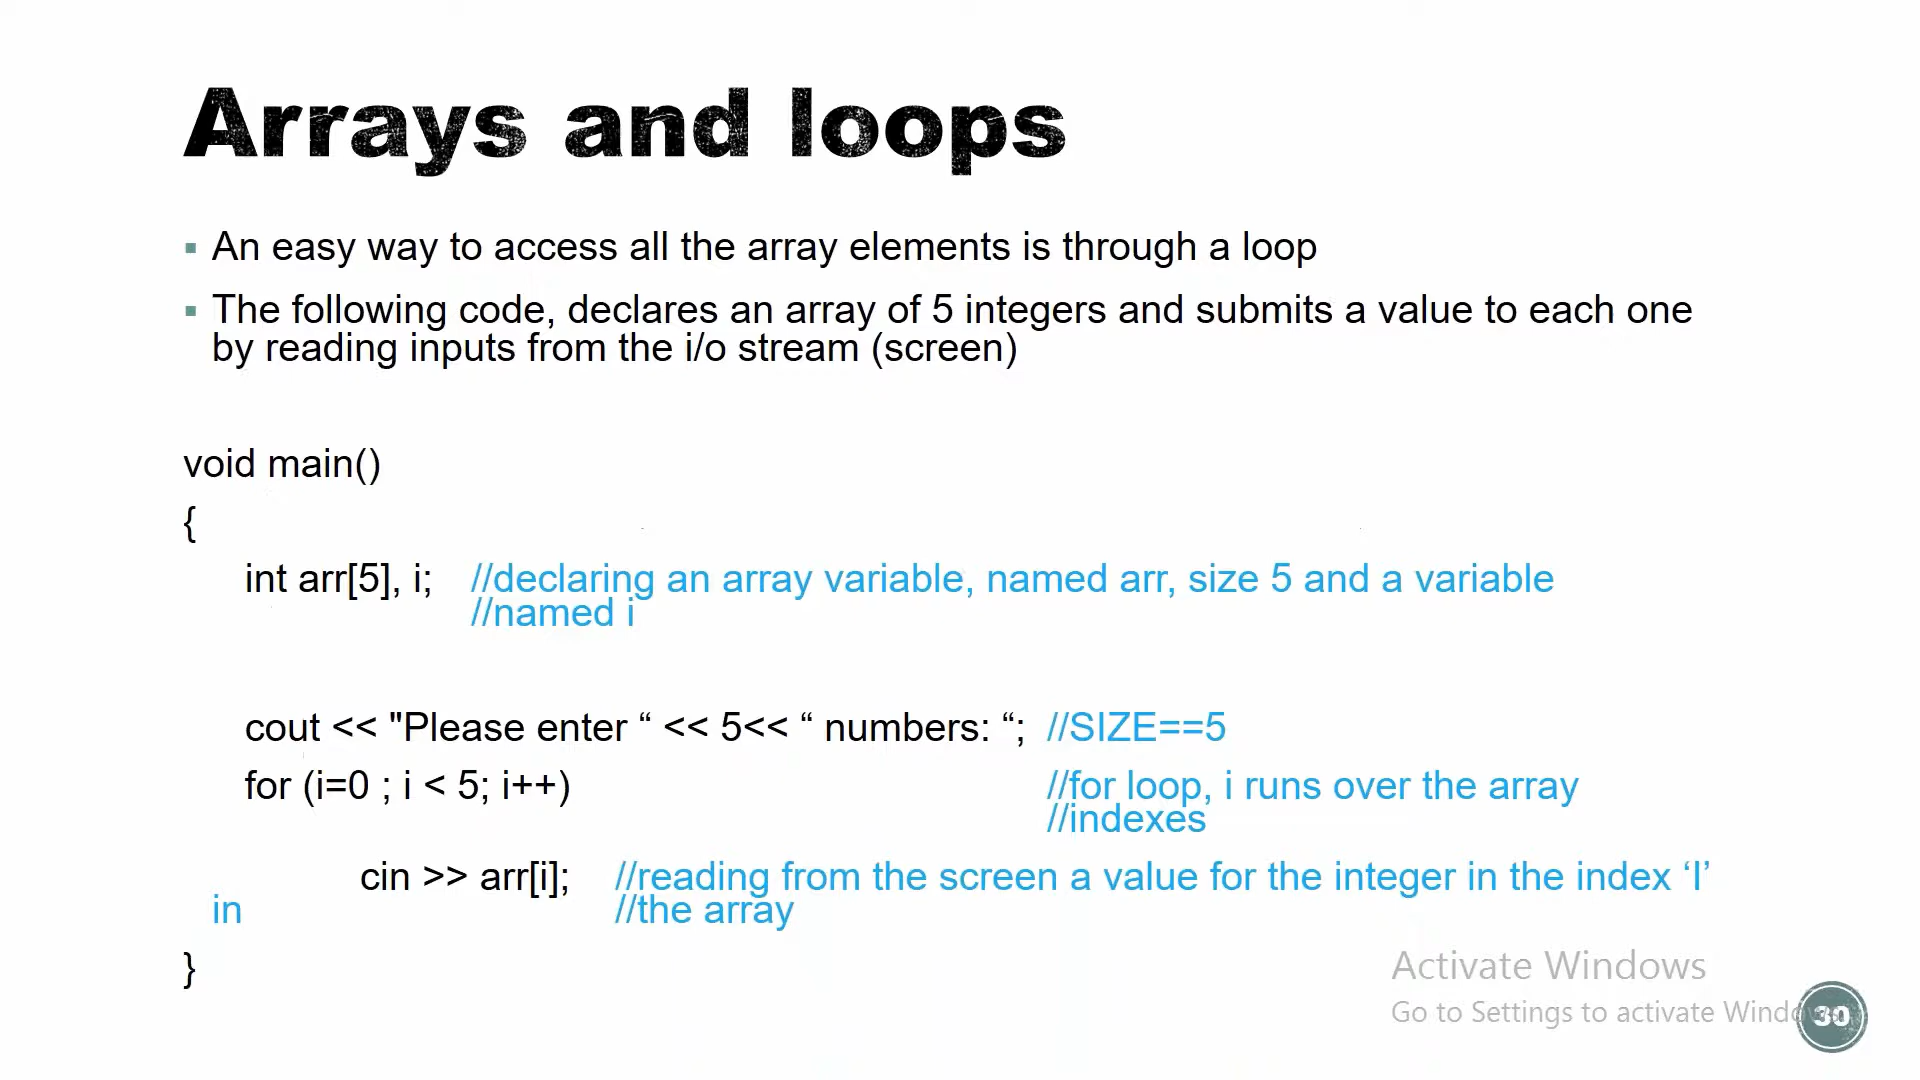 Arrays and loops
▪ An easy way to access all the array elements is through a loop
▪ The following code, declares an array of 5 integers and submits a value to each one
by reading inputs from the i/o stream (screen)
void main()
{
int arr[5], i; //declaring an array variable, named arr, size 5 and a variable
//named i
cout << "Please enter “ << 5<< “ numbers: “; //SIZE==5
for (i=0 ; i < 5; i++) //for loop, i runs over the array
//indexes
cin >> arr[i]; //reading from the screen a value for the integer in the index ‘I’
in //the array
}
Activate Windows
Go to Settings to activate Windows
30